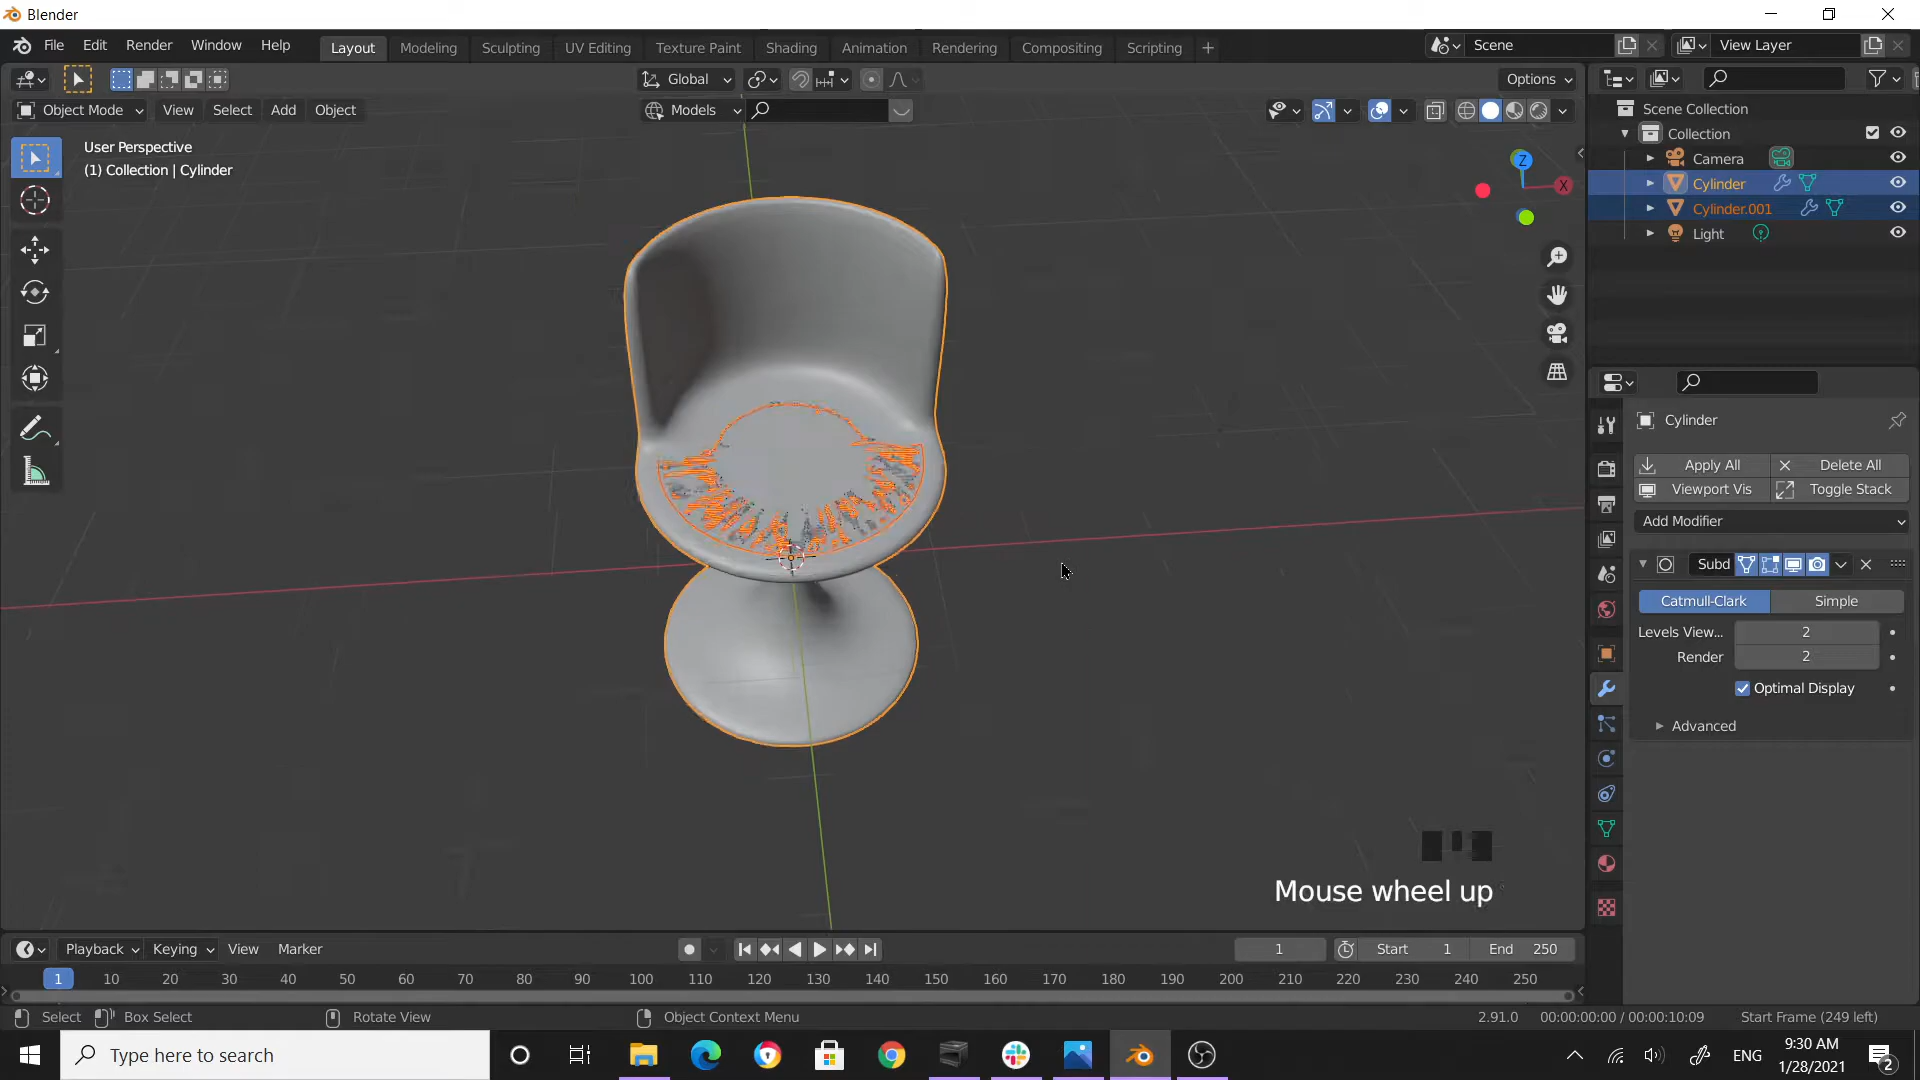 Blender
File Edit Render Window Help
Layout Modeling Sculpting UV Editing Texture Paint Shading Animation Rendering Compositing Scripting +
Scene
View Layer
Global
Options
Object Mode View Select Add Object
Models
User Perspective
(1) Collection | Cylinder
Z
X
Scene Collection
Collection
Camera
Cylinder
Cylinder.001
Light
Cylinder
Apply All
Delete All
Viewport Vis
Toggle Stack
Add Modifier
Subd
Catmull-Clark
Simple
Levels View... 2
Render 2
Optimal Display
Advanced
Mouse wheel up
Playback Keying View Marker
1
Start 1
End 250
1 10 20 30 40 50 60 70 80 90 100 110 120 130 140 150 160 170 180 190 200 210 220 230 240 250
Select
Box Select
Rotate View
Object Context Menu
2.91.0
00:00:00:00 / 00:00:10:09
Start Frame (249 left)
Type here to search
ENG
9:30 AM
1/28/2021
2